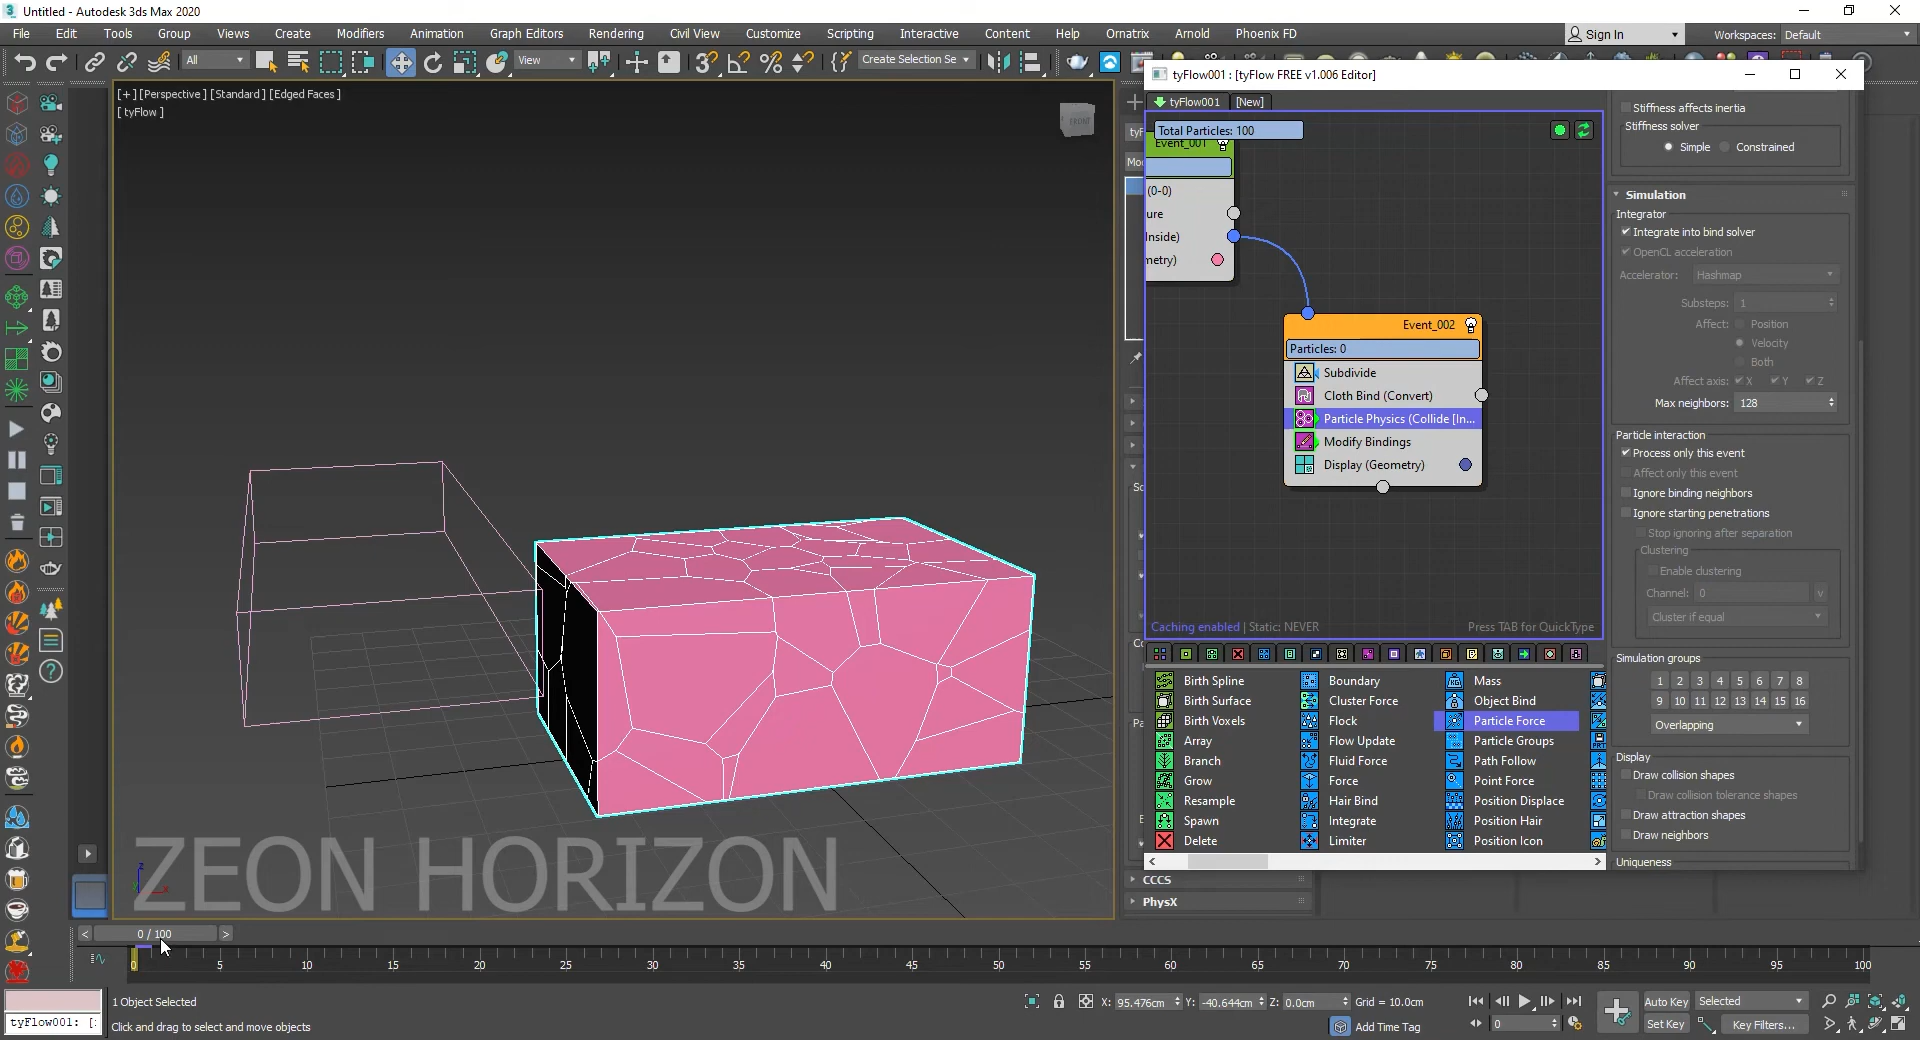 Untitled - Autodesk 3ds Max 2020
File Edit Tools Group Views Create Modifiers Animation Graph Editors Rendering Civil View Customize Scripting Interactive Content Help Ornatrix Arnold Phoenix FD Sign In Workspaces: Default
All View Create Selection Se
[+] [Perspective] [Standard] [Edged Faces]
[ tyFlow ]
FRONT
tyFlow001 : [tyFlow FREE v1.006 Editor]
tyFlow001 [New]
Total Particles: 100
Event_001
(0-0)
ure
Inside)
metry)
Event_002
Particles: 0
Subdivide
Cloth Bind (Convert)
Particle Physics (Collide [In...
Modify Bindings
Display (Geometry)
Caching enabled | Static: NEVER
Press TAB for QuickType
Birth Spline Boundary Mass
Birth Surface Cluster Force Object Bind
Birth Voxels Flock Particle Force
Array Flow Update Particle Groups
Branch Fluid Force Path Follow
Grow Force Point Force
Resample Hair Bind Position Displace
Spawn Integrate Position Hair
Delete Limiter Position Icon
Stiffness affects inertia
Stiffness solver
Simple Constrained
Simulation
Integrator
Integrate into bind solver
OpenCL acceleration
Accelerator: Hashmap
Substeps: 1
Affect: Position
Velocity
Both
Affect axis: X Y Z
Max neighbors: 128
Particle interaction
Process only this event
Affect only this event
Ignore binding neighbors
Ignore starting penetrations
Stop ignoring after separation
Clustering
Enable clustering
Channel: 0 v
Cluster if equal
Simulation groups
1 2 3 4 5 6 7 8
9 10 11 12 13 14 15 16
Overlapping
Display
Draw collision shapes
Draw collision tolerance shapes
Draw attraction shapes
Draw neighbors
Uniqueness
CCCS
PhysX
ZEON HORIZON
< 0 / 100 >
0 5 10 15 20 25 30 35 40 45 50 55 60 65 70 75 80 85 90 95 100
1 Object Selected
X: 95.476cm Y: -40.644cm Z: 0.0cm Grid = 10.0cm
Auto Key Selected
tyFlow001: [:
Click and drag to select and move objects
Add Time Tag
0
Set Key Key Filters...